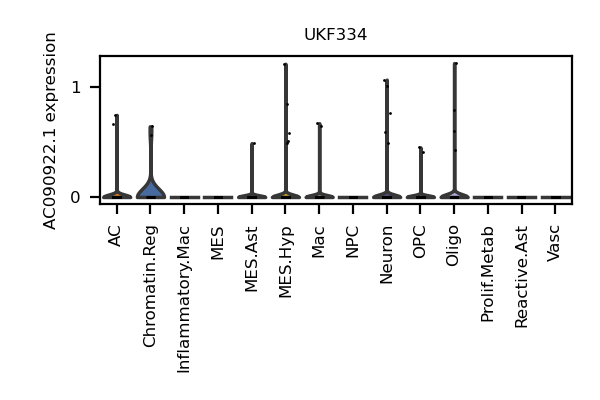 UKF334
AC090922.1 expression
1
0
AC
Chromatin.Reg
Inflammatory.Mac
MES
MES.Ast
MES.Hyp
Mac
NPC
Neuron
OPC
Oligo
Prolif.Metab
Reactive.Ast
Vasc